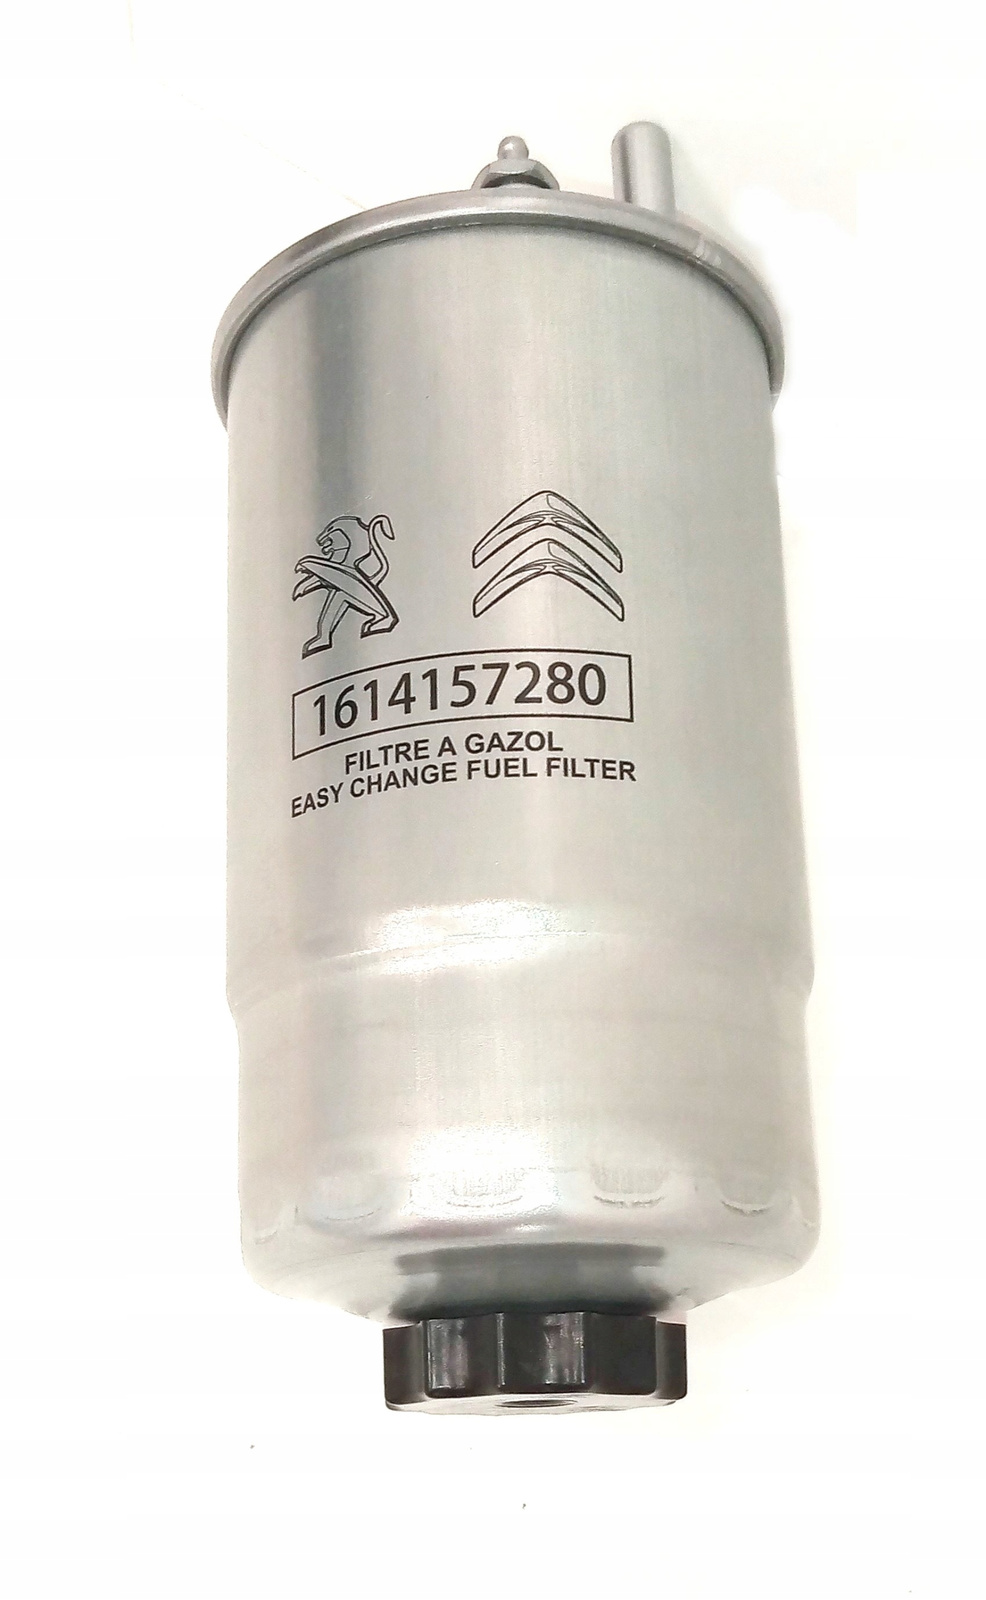 1614157280
FILTRE A GAZOL
EASY CHANGE FUEL FILTER